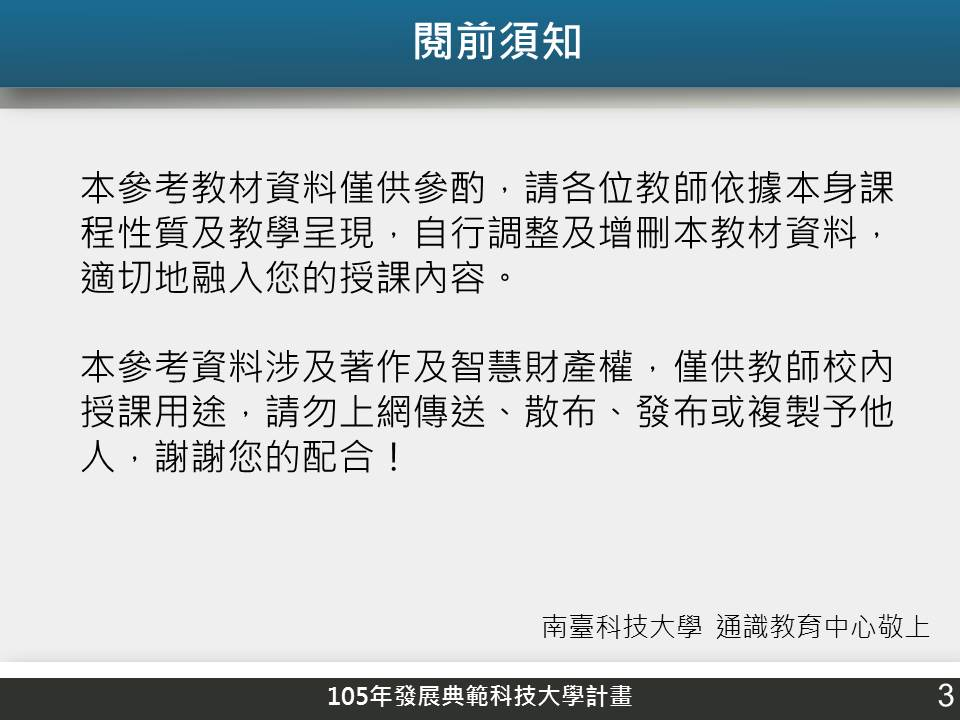 閱前須知
本參考教材資料僅供參酌，請各位教師依據本身課
程性質及教學呈現，自行調整及增刪本教材資料，
適切地融入您的授課內容。
本參考資料涉及著作及智慧財產權，僅供教師校內
授課用途，請勿上網傳送、散布、發布或複製予他
人，謝謝您的配合！
南臺科技大學 通識教育中心敬上
105年發展典範科技大學計畫
3